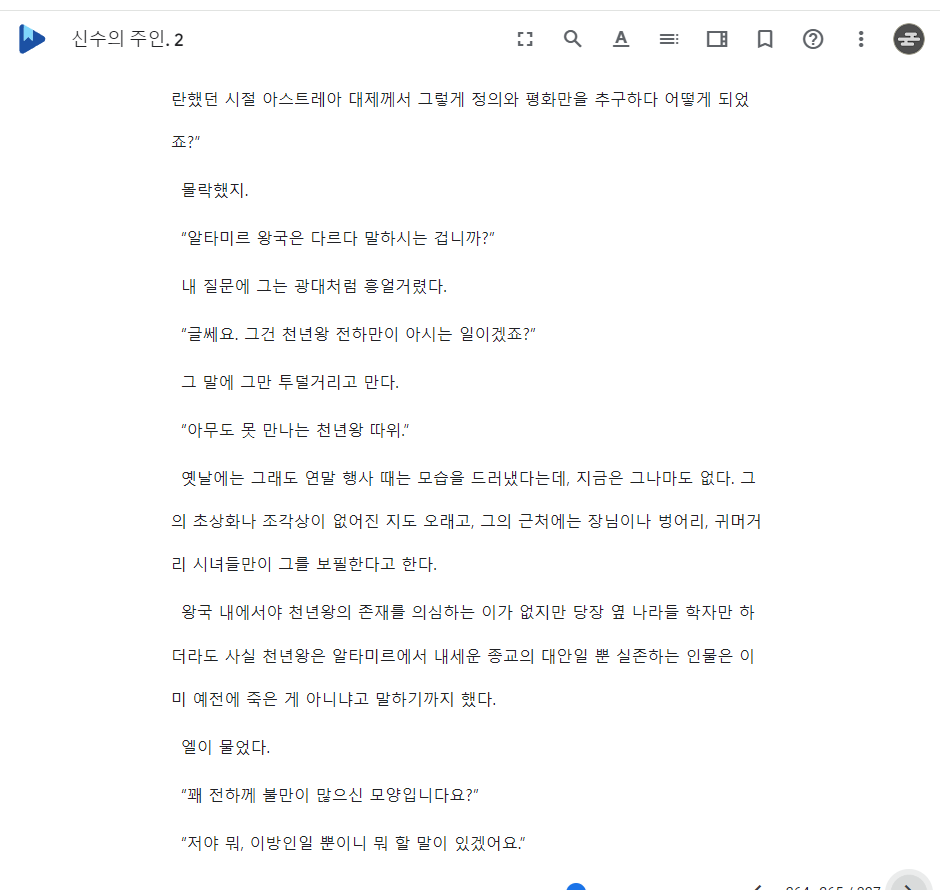 신수의 주인. 2
란했던 시절 아스트레아 대제께서 그렇게 정의와 평화만을 추구하다 어떻게 되었
죠?”
몰락했지.
“알타미르 왕국은 다르다 말하시는 겁니까?”
내 질문에 그는 광대처럼 흥얼거렸다.
“글쎄요. 그건 천년왕 전하만이 아시는 일이겠죠?”
그 말에 그만 투덜거리고 만다.
“아무도 못 만나는 천년왕 따위.”
옛날에는 그래도 연말 행사 때는 모습을 드러냈다는데, 지금은 그나마도 없다. 그
의 초상화나 조각상이 없어진 지도 오래고, 그의 근처에는 장님이나 벙어리, 귀머거
리 시녀들만이 그를 보필한다고 한다.
왕국 내에서야 천년왕의 존재를 의심하는 이가 없지만 당장 옆 나라들 학자만 하
더라도 사실 천년왕은 알타미르에서 내세운 종교의 대안일 뿐 실존하는 인물은 이
미 예전에 죽은 게 아니냐고 말하기까지 했다.
엘이 물었다.
“꽤 전하께 불만이 많으신 모양입니다요?”
“저야 뭐, 이방인일 뿐이니 뭐 할 말이 있겠어요.”